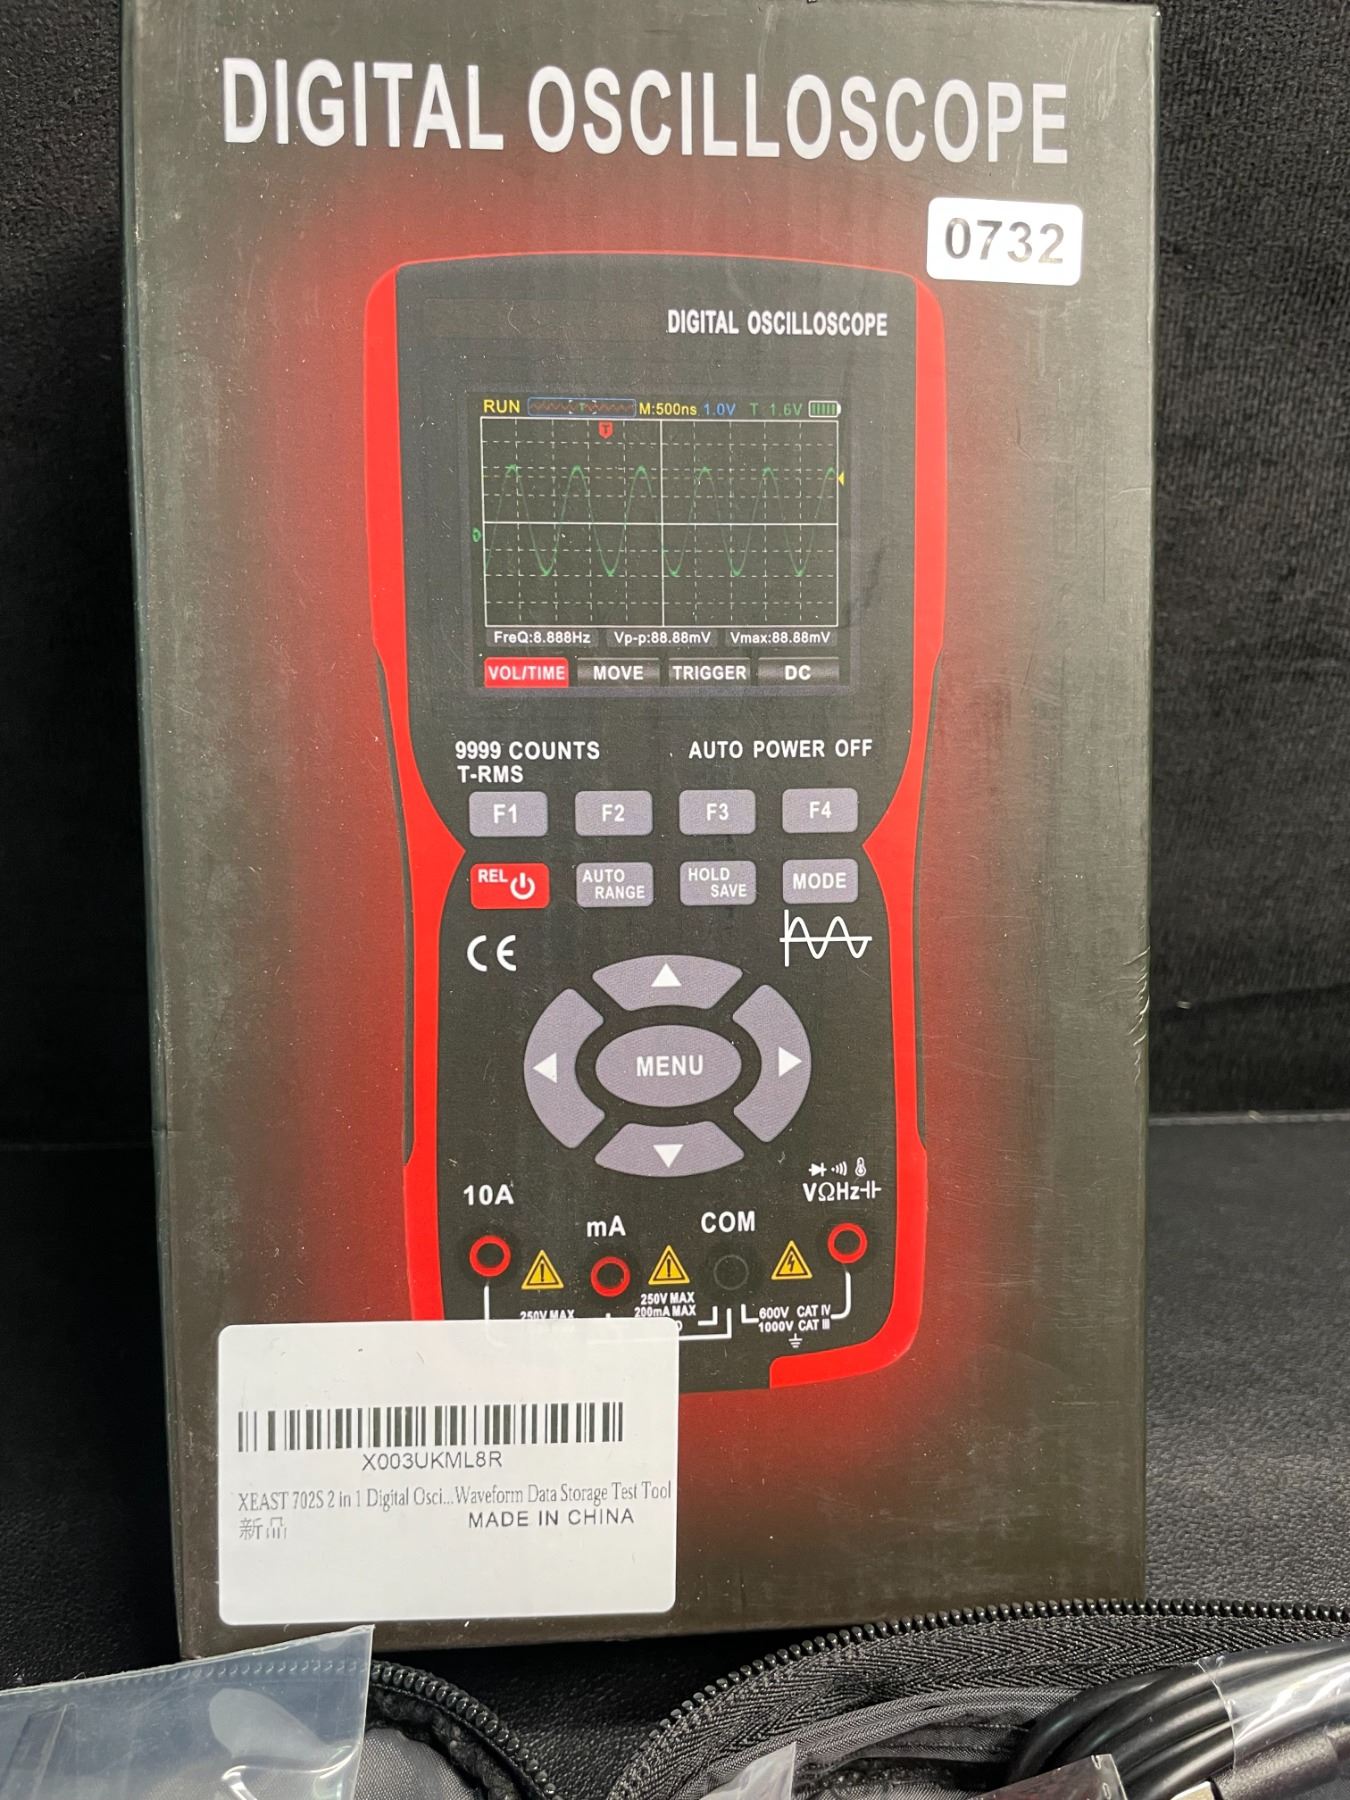 DIGITAL OSCILLOSCOPE
0732
DIGITAL OSCILLOSCOPE
RUN T M:500ns 1.0V T 1.6V
T
FreQ:8.888Hz Vp-p:88.88mV Vmax:88.88mV
VOL/TIME MOVE TRIGGER DC
9999 COUNTS AUTO POWER OFF
T-RMS
F1 F2 F3 F4
REL AUTO RANGE HOLD SAVE MODE
CE
MENU
10A mA COM VΩHz
250V MAX
250V MAX
200mA MAX
600V CAT IV
1000V CAT III
X003UKML8R
XEAST 702S 2 in 1 Digital Osci...Waveform Data Storage Test Tool
新品 MADE IN CHINA